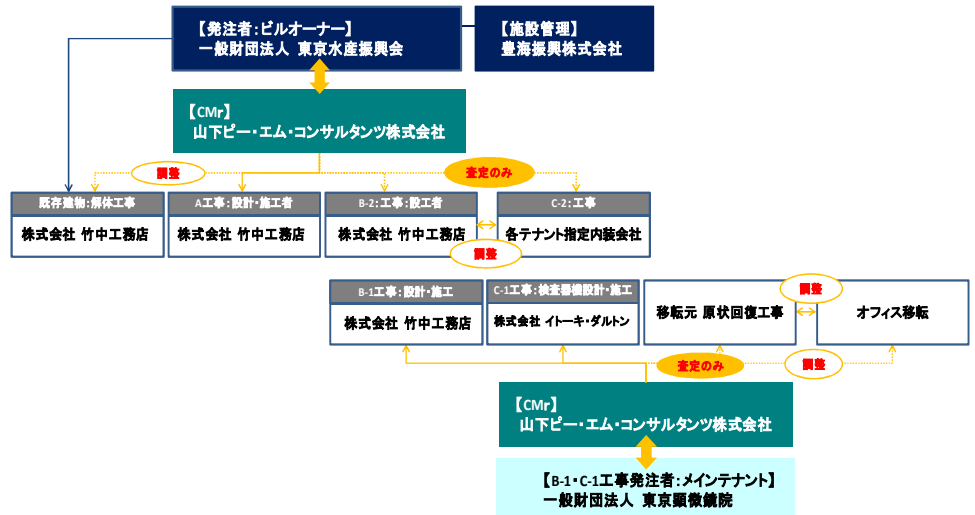 【発注者：ビルオーナー】
一般財団法人 東京水産振興会
【施設管理】
豊海振興株式会社
【CMr】
山下ピー・エム・コンサルタンツ株式会社
調整
査定のみ
既存建物：解体工事
株式会社 竹中工務店
A工事：設計・施工者
株式会社 竹中工務店
B-2：工事：設工者
株式会社 竹中工務店
C-2：工事
各テナント指定内装会社
調整
B-1工事：設計・施工
株式会社 竹中工務店
C-1工事：検査器機設計・施工
株式会社 イトーキ・ダルトン
移転元 原状回復工事
調整
オフィス移転
査定のみ
調整
【CMr】
山下ピー・エム・コンサルタンツ株式会社
【B-1・C-1工事発注者：メインテナント】
一般財団法人 東京顕微鏡院